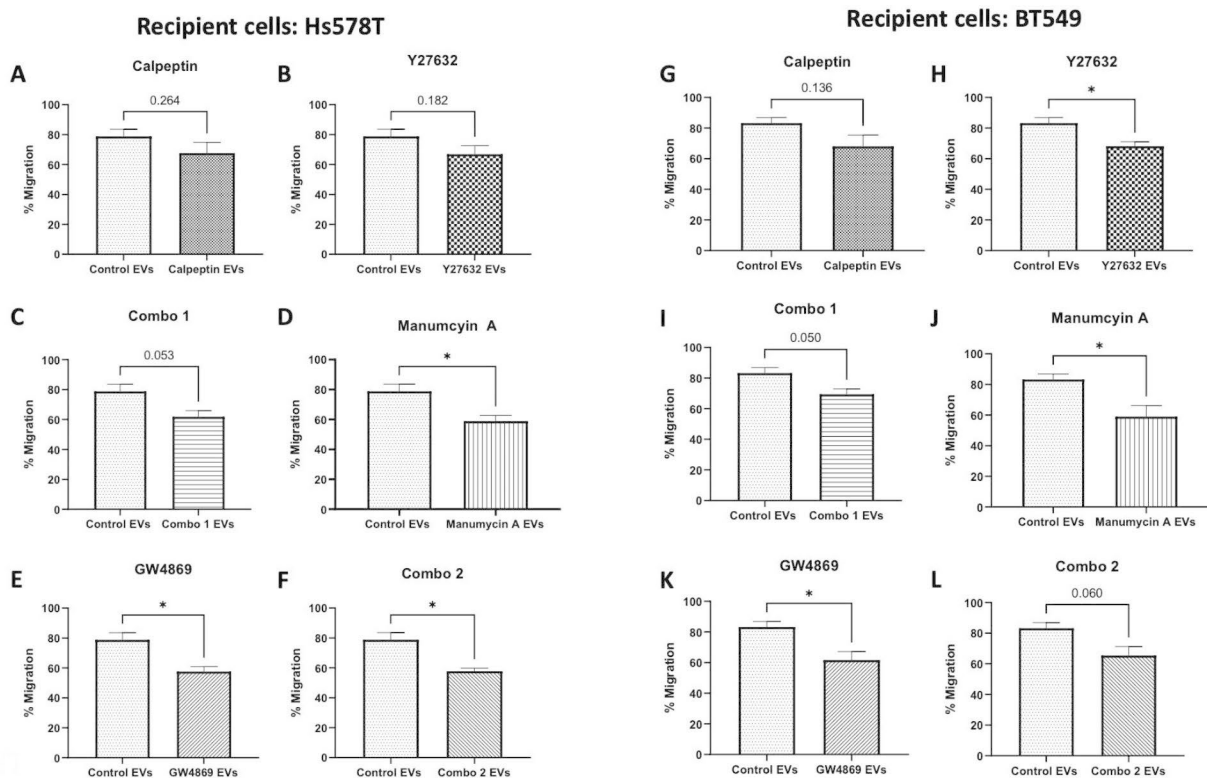 Recipient cells: Hs578T
A
Calpeptin
0.264
% Migration
100
80
60
40
20
0
Control EVs
Calpeptin EVs
B
Y27632
0.182
% Migration
100
80
60
40
20
0
Control EVs
Y27632 EVs
C
Combo 1
0.053
% Migration
100
80
60
40
20
0
Control EVs
Combo 1 EVs
D
Manumcyin A
*
% Migration
100
80
60
40
20
0
Control EVs
Manumycin A EVs
E
GW4869
*
% Migration
100
80
60
40
20
0
Control EVs
GW4869 EVs
F
Combo 2
*
% Migration
100
80
60
40
20
0
Control EVs
Combo 2 EVs
Recipient cells: BT549
G
Calpeptin
0.136
% Migration
100
80
60
40
20
0
Control EVs
Calpeptin EVs
H
Y27632
*
% Migration
100
80
60
40
20
0
Control EVs
Y27632 EVs
I
Combo 1
0.050
% Migration
100
80
60
40
20
0
Control EVs
Combo 1 EVs
J
Manumcyin A
*
% Migration
100
80
60
40
20
0
Control EVs
Manumycin A EVs
K
GW4869
*
% Migration
100
80
60
40
20
0
Control EVs
GW4869 EVs
L
Combo 2
0.060
% Migration
100
80
60
40
20
0
Control EVs
Combo 2 EVs